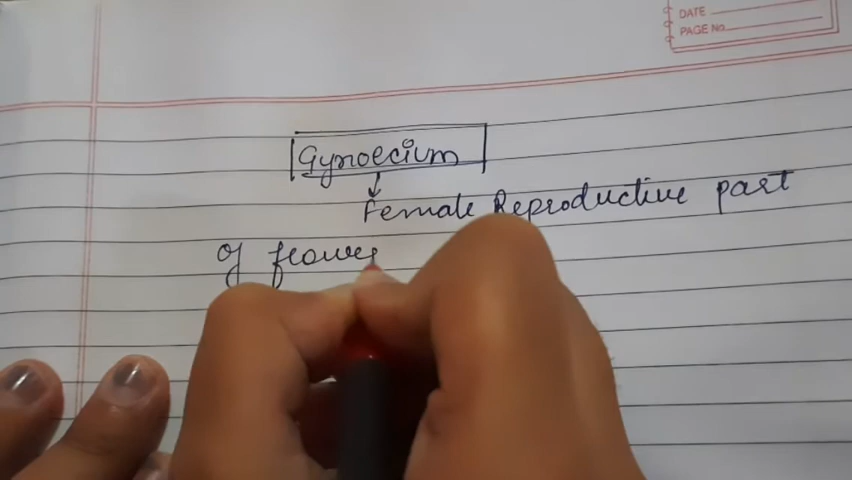 DATE
PAGE No.
Gynoecium
Female Reproductive part
of flower